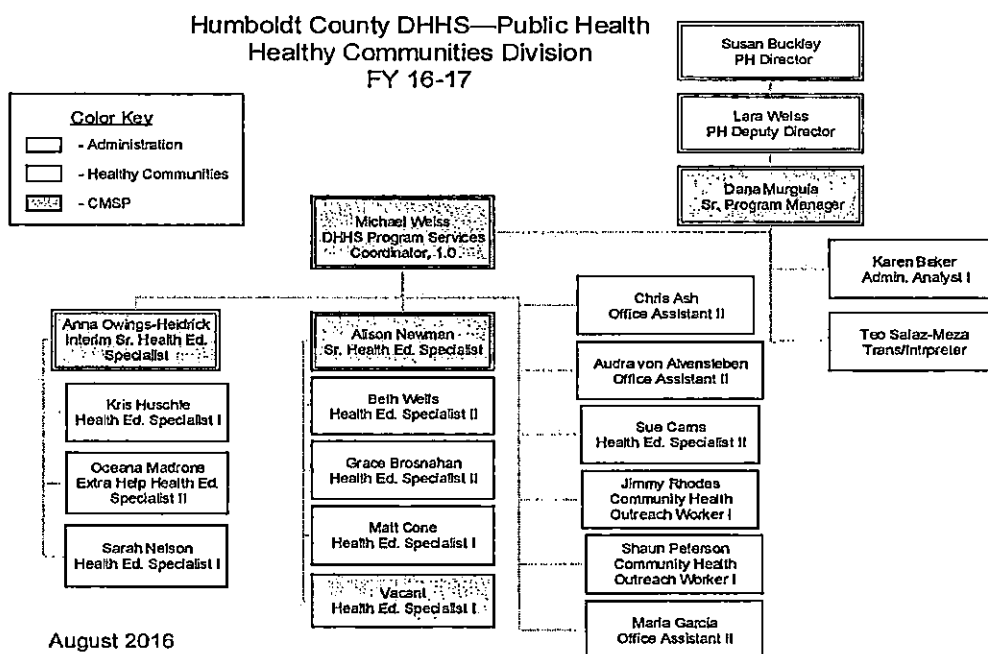 Humboldt County DHHS—Public Health
Healthy Communities Division
FY 16-17
Susan Buckley
PH Director
Color Key
- Administration
- Healthy Communities
- CMSP
Lara Weiss
PH Deputy Director
Dana Murguia
Sr. Program Manager
Michael Weiss
DHHS Program Services
Coordinator, 1.0
Karen Baker
Admin. Analyst I
Teo Salaz-Meza
Trans/Intrpreter
Anna Owings-Heidrick
Interim Sr. Health Ed.
Specialist
Kris Huschle
Health Ed. Specialist I
Oceana Madrone
Extra Help Health Ed.
Specialist II
Sarah Nelson
Health Ed. Specialist I
Alison Newman
Sr. Health Ed. Specialist
Beth Wells
Health Ed. Specialist II
Grace Brosnahan
Health Ed. Specialist II
Matt Cone
Health Ed. Specialist I
Vacant
Health Ed. Specialist I
Chris Ash
Office Assistant II
Audra von Alvensleben
Office Assistant II
Sue Cams
Health Ed. Specialist II
Jimmy Rhodes
Community Health
Outreach Worker I
Shaun Peterson
Community Health
Outreach Worker I
Maria Garcia
Office Assistant II
August 2016